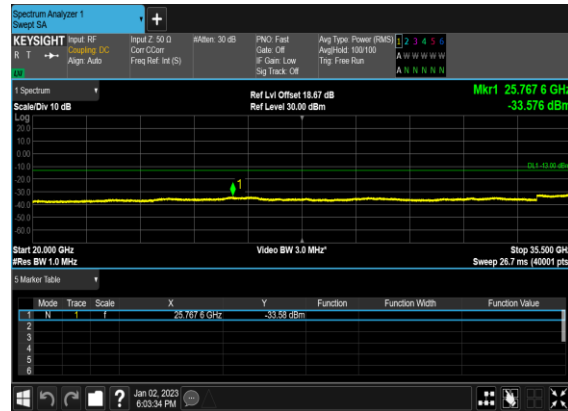 Spectrum Analyzer 1
Swept SA
+
KEYSIGHT
R T
Input: RF
Coupling: DC
Align: Auto
Input Z: 50 Ω
Corr CCorr
Freq Ref: Int (S)
#Atten: 30 dB
PNO: Fast
Gate: Off
IF Gain: Low
Sig Track: Off
Avg Type: Power (RMS)
Avg|Hold: 100/100
Trig: Free Run
1 2 3 4 5 6
A W W W W W
A N N N N N
1 Spectrum
Scale/Div 10 dB
Ref Lvl Offset 18.67 dB
Ref Level 30.00 dBm
Mkr1 25.767 6 GHz
-33.576 dBm
Log
20.0
10.0
0.00
-10.0
-20.0
-30.0
-40.0
-50.0
-60.0
DL1 -13.00 dBm
1
Start 20.000 GHz
#Res BW 1.0 MHz
Video BW 3.0 MHz*
Stop 35.500 GHz
Sweep 26.7 ms (40001 pts)
5 Marker Table
Mode Trace Scale X Y Function Function Width Function Value
1 N 1 f 25.767 6 GHz -33.58 dBm
2
3
4
5
6
?
Jan 02, 2023
6:03:34 PM